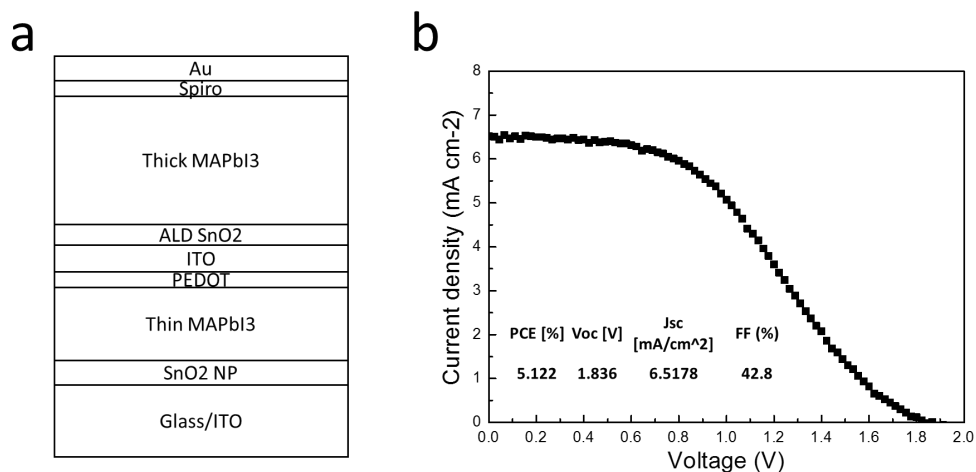 a
Au
Spiro
Thick MAPbI3
ALD SnO2
ITO
PEDOT
Thin MAPbI3
SnO2 NP
Glass/ITO
b
Current density (mA cm-2)
8
7
6
5
4
3
2
1
0
PCE [%] Voc [V] Jsc [mA/cm^2] FF (%)
5.122 1.836 6.5178 42.8
0.0 0.2 0.4 0.6 0.8 1.0 1.2 1.4 1.6 1.8 2.0
Voltage (V)